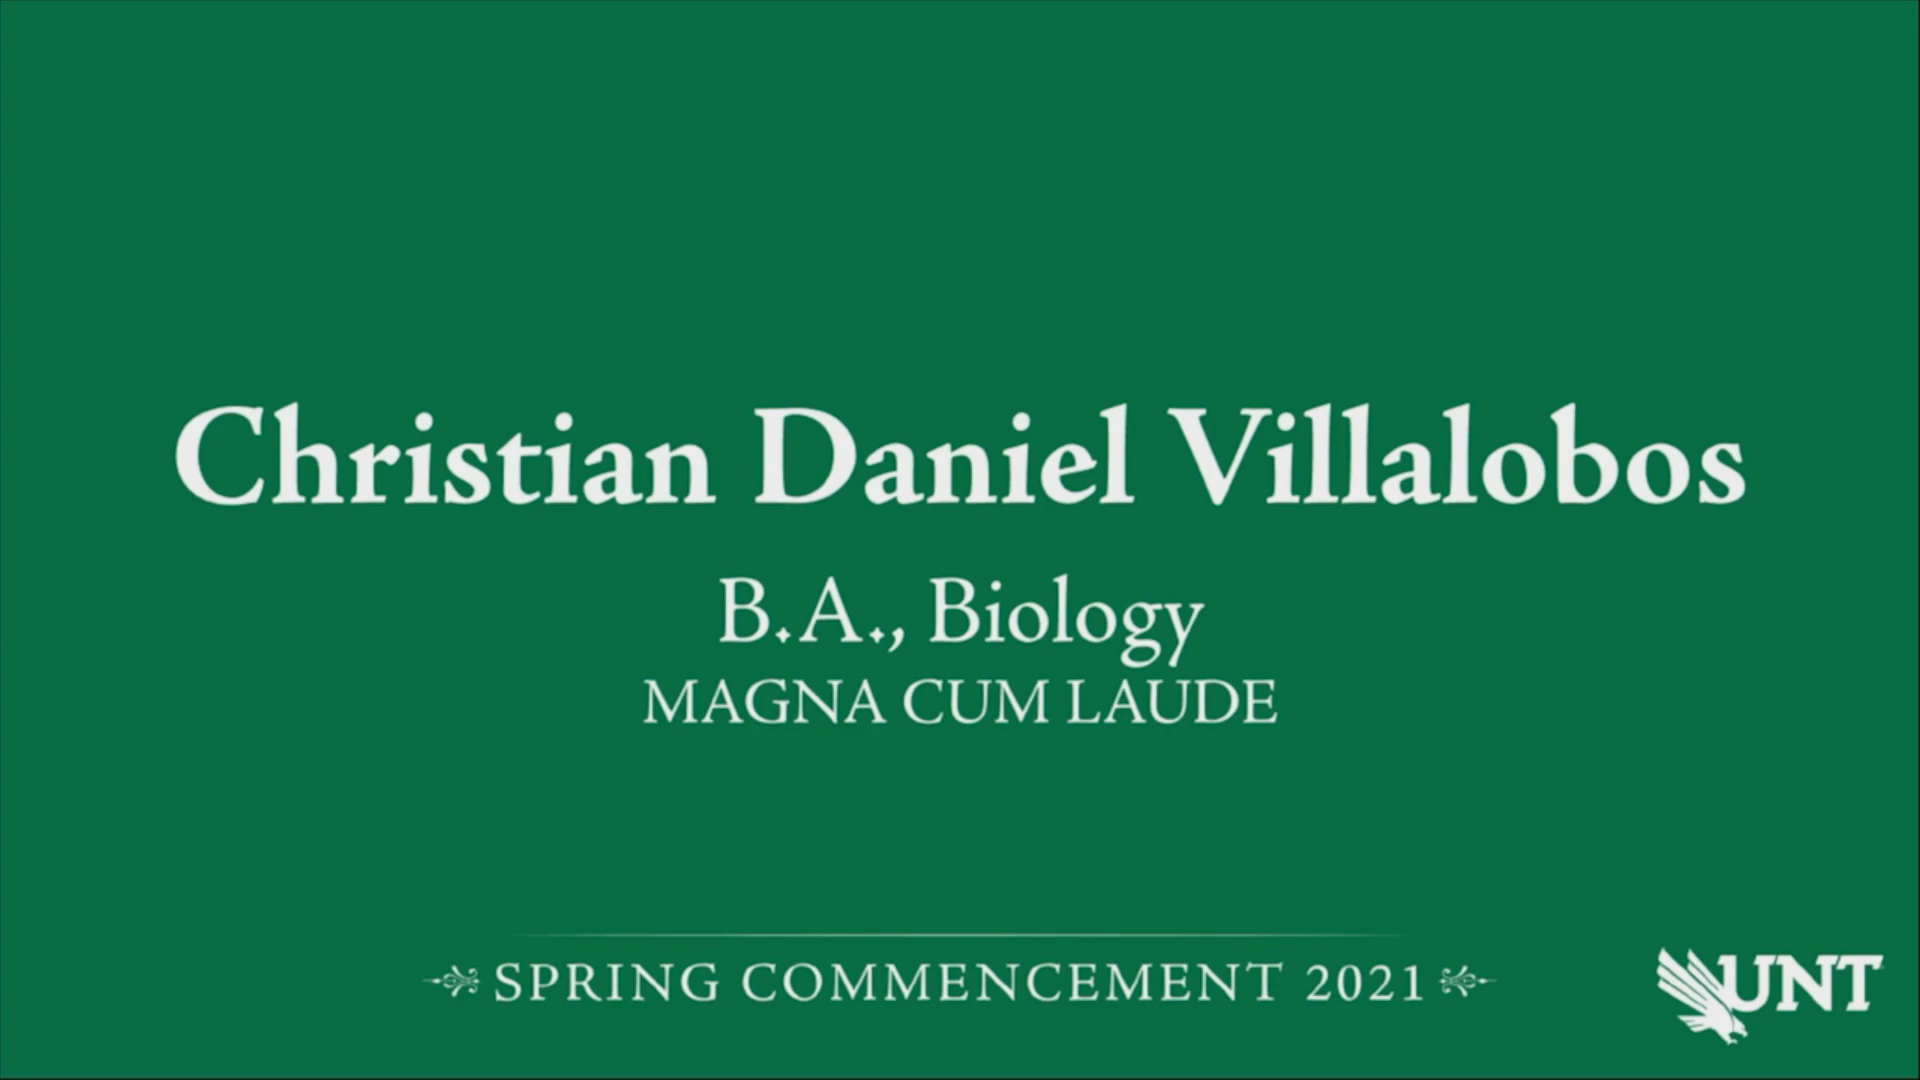 Christian Daniel Villalobos
B.A., Biology
MAGNA CUM LAUDE
SPRING COMMENCEMENT 2021
UNT